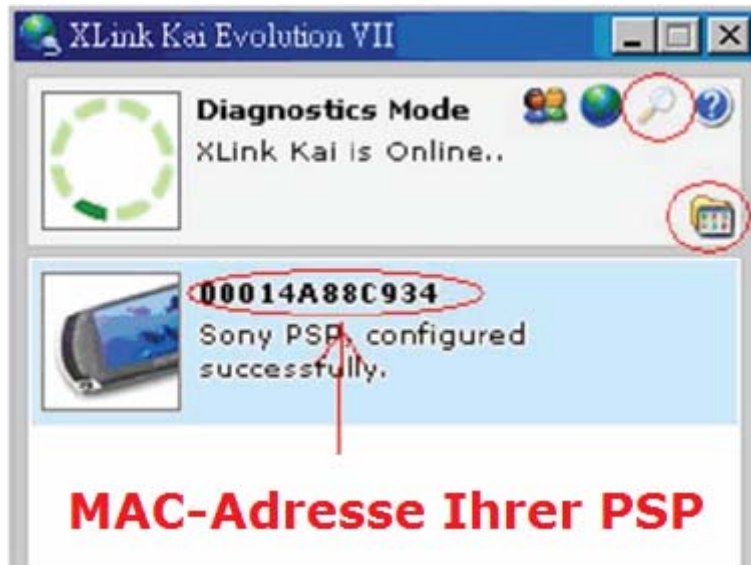 XLink Kai Evolution VII
Diagnostics Mode
XLink Kai is Online..
00014A88C934
Sony PSP, configured
successfully.
MAC-Adresse Ihrer PSP